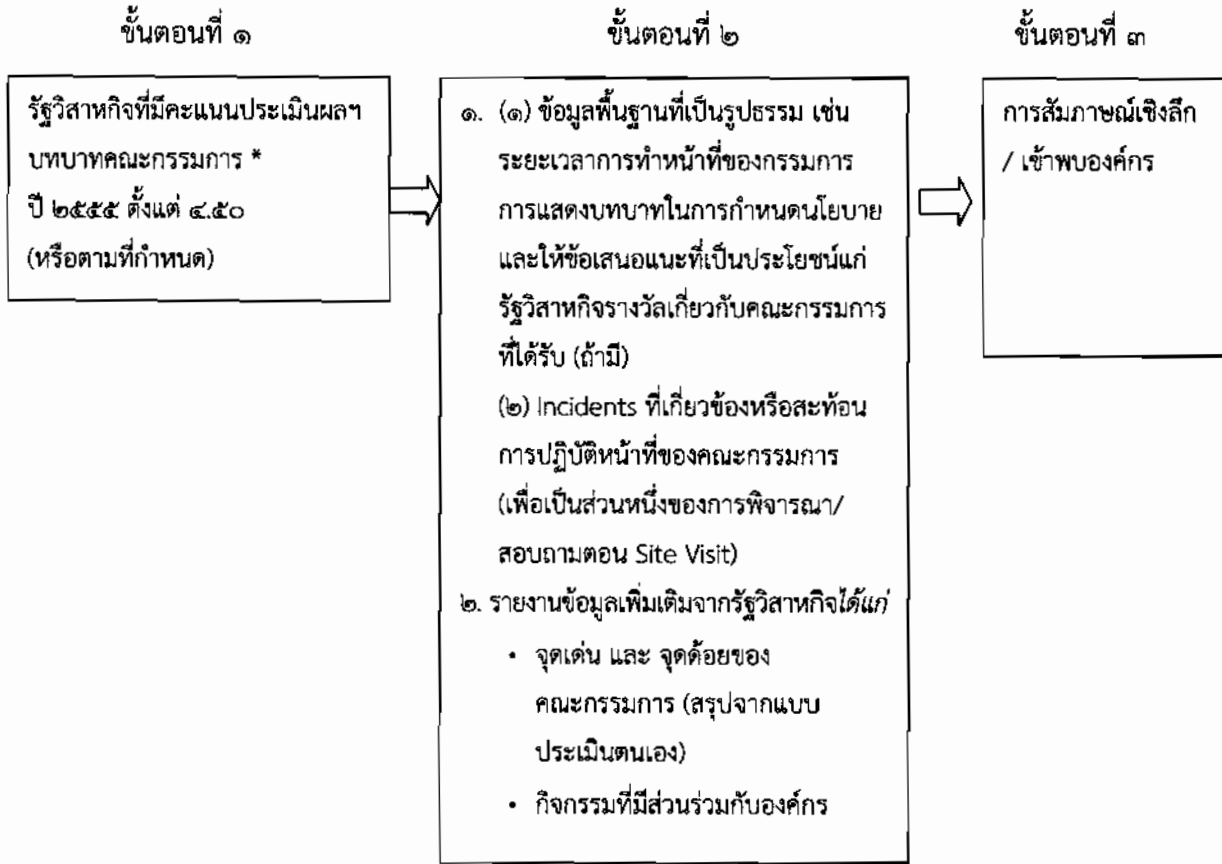 ขั้นตอนที่ ๑
รัฐวิสาหกิจที่มีคะแนนประเมินผลฯ
บทบาทคณะกรรมการ *
ปี ๒๕๕๕ ตั้งแต่ ๔.๕๐
(หรือตามที่กำหนด)
ขั้นตอนที่ ๒
๑. (๑) ข้อมูลพื้นฐานที่เป็นรูปธรรม เช่น
ระยะเวลาการทำหน้าที่ของกรรมการ
การแสดงบทบาทในการกำหนดนโยบาย
และให้ข้อเสนอแนะที่เป็นประโยชน์แก่
รัฐวิสาหกิจรางวัลเกี่ยวกับคณะกรรมการ
ที่ได้รับ (ถ้ามี)
(๒) Incidents ที่เกี่ยวข้องหรือสะท้อน
การปฏิบัติหน้าที่ของคณะกรรมการ
(เพื่อเป็นส่วนหนึ่งของการพิจารณา/
สอบถามตอน Site Visit)
๒. รายงานข้อมูลเพิ่มเติมจากรัฐวิสาหกิจได้แก่
• จุดเด่น และ จุดด้อยของ
คณะกรรมการ (สรุปจากแบบ
ประเมินตนเอง)
• กิจกรรมที่มีส่วนร่วมกับองค์กร
ขั้นตอนที่ ๓
การสัมภาษณ์เชิงลึก
/ เข้าพบองค์กร